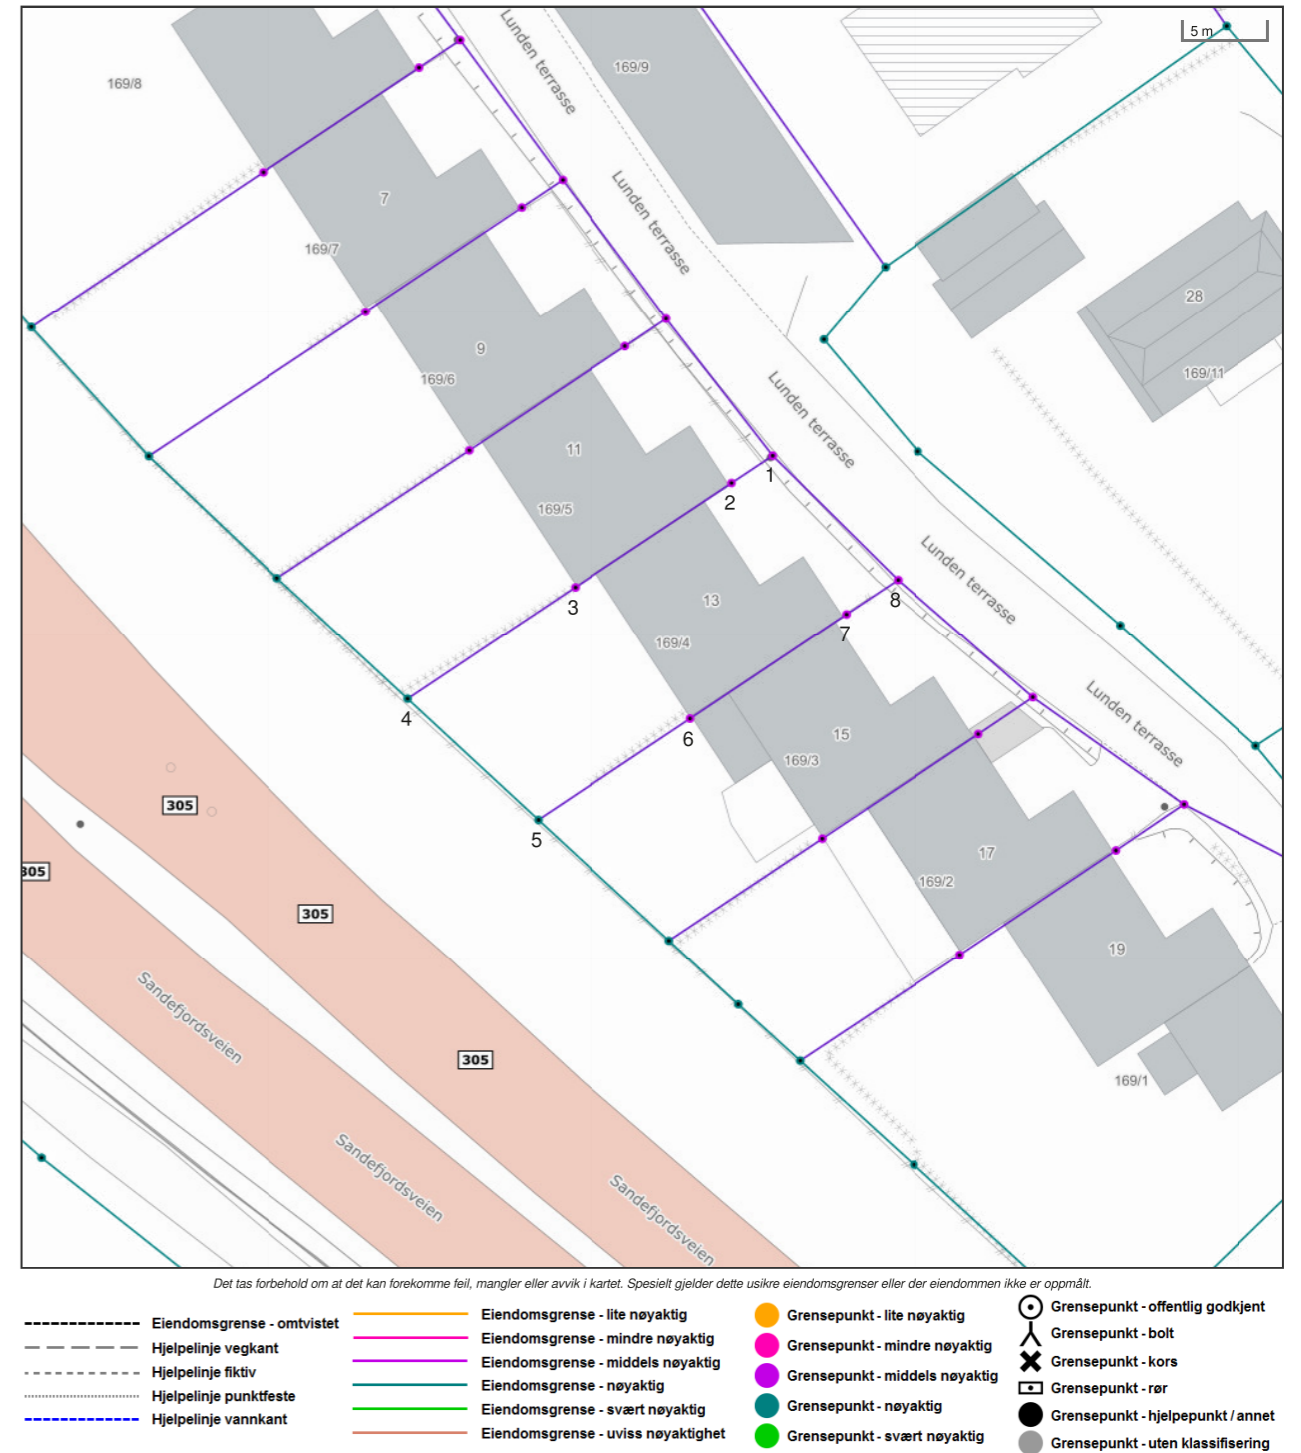 Lunden terrasse
5 m
169/9
169/8
Lunden terrasse
7
169/7
28
9
169/11
169/6
Lunden terrasse
11
1
2
169/5
Lunden terrasse
13
8
3
7
169/4
Lunden terrasse
4
6
15
169/3
305
5
17
305
169/2
305
19
Sandefjordsveien
305
169/1
Sandefjordsveien
Sandefjordsveien
Det tas forbehold om at det kan forekomme feil, mangler eller avvik i kartet. Spesielt gjelder dette usikre eiendomsgrenser eller der eiendommen ikke er oppmålt.
Eiendomsgrense - omtvistet
Hjelpelinje vegkant
Hjelpelinje fiktiv
Hjelpelinje punktfeste
Hjelpelinje vannkant
Eiendomsgrense - lite nøyaktig
Eiendomsgrense - mindre nøyaktig
Eiendomsgrense - middels nøyaktig
Eiendomsgrense - nøyaktig
Eiendomsgrense - svært nøyaktig
Eiendomsgrense - uviss nøyaktighet
Grensepunkt - lite nøyaktig
Grensepunkt - mindre nøyaktig
Grensepunkt - middels nøyaktig
Grensepunkt - nøyaktig
Grensepunkt - svært nøyaktig
Grensepunkt - offentlig godkjent
Grensepunkt - bolt
Grensepunkt - kors
Grensepunkt - rør
Grensepunkt - hjelpepunkt / annet
Grensepunkt - uten klassifisering